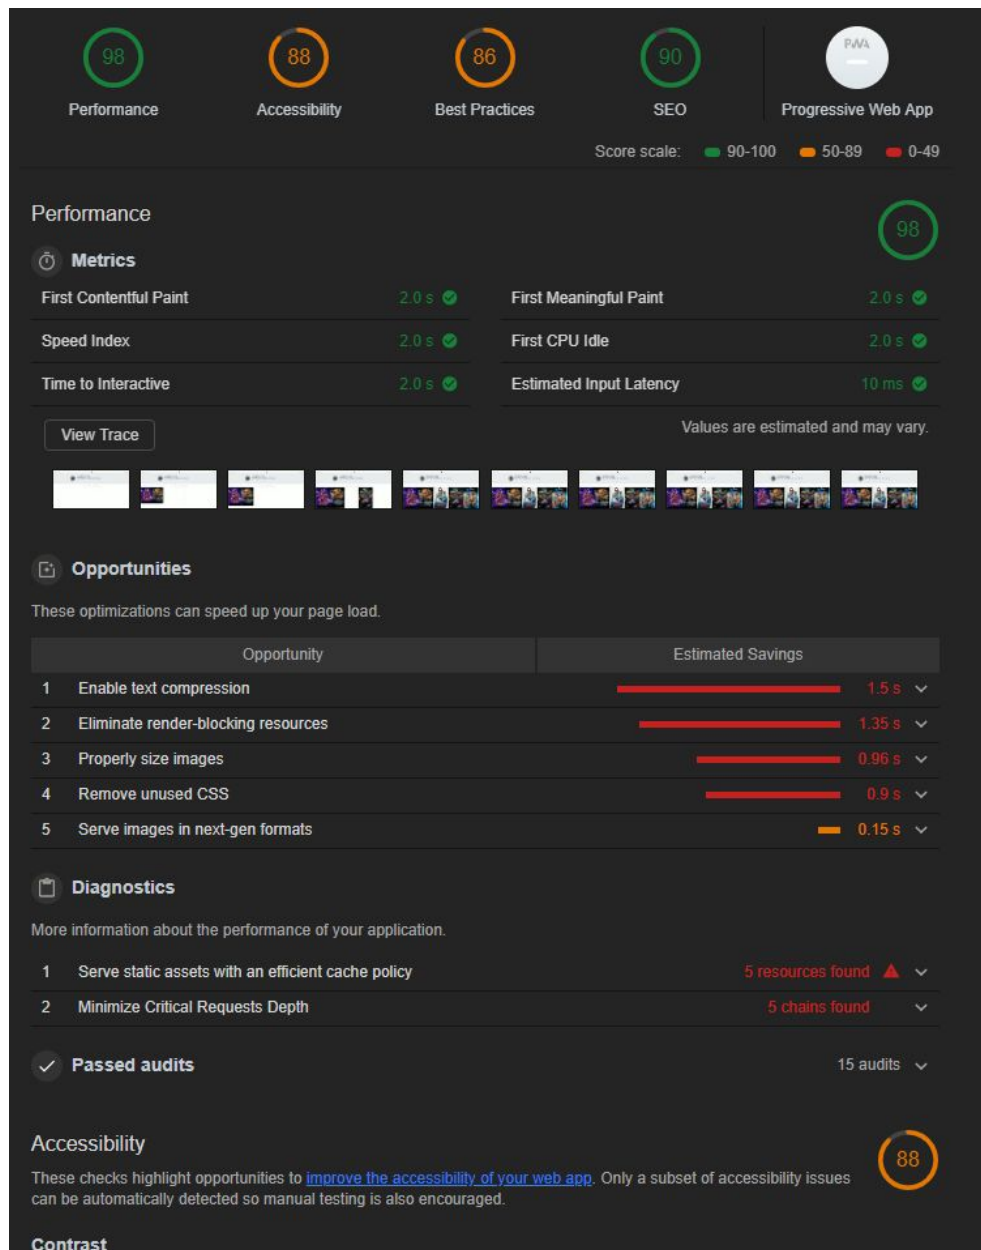 98
88
86
90
PWA
Performance
Accessibility
Best Practices
SEO
Progressive Web App
Score scale:
90-100
50-89
0-49
Performance
98
Metrics
First Contentful Paint
2.0 s
First Meaningful Paint
2.0 s
Speed Index
2.0 s
First CPU Idle
2.0 s
Time to Interactive
2.0 s
Estimated Input Latency
10 ms
View Trace
Values are estimated and may vary.
Opportunities
These optimizations can speed up your page load.
Opportunity
Estimated Savings
1 Enable text compression
1.5 s
2 Eliminate render-blocking resources
1.35 s
3 Properly size images
0.96 s
4 Remove unused CSS
0.9 s
5 Serve images in next-gen formats
0.15 s
Diagnostics
More information about the performance of your application.
1 Serve static assets with an efficient cache policy
5 resources found
2 Minimize Critical Requests Depth
5 chains found
Passed audits
15 audits
Accessibility
88
These checks highlight opportunities to improve the accessibility of your web app. Only a subset of accessibility issues
can be automatically detected so manual testing is also encouraged.
Contrast